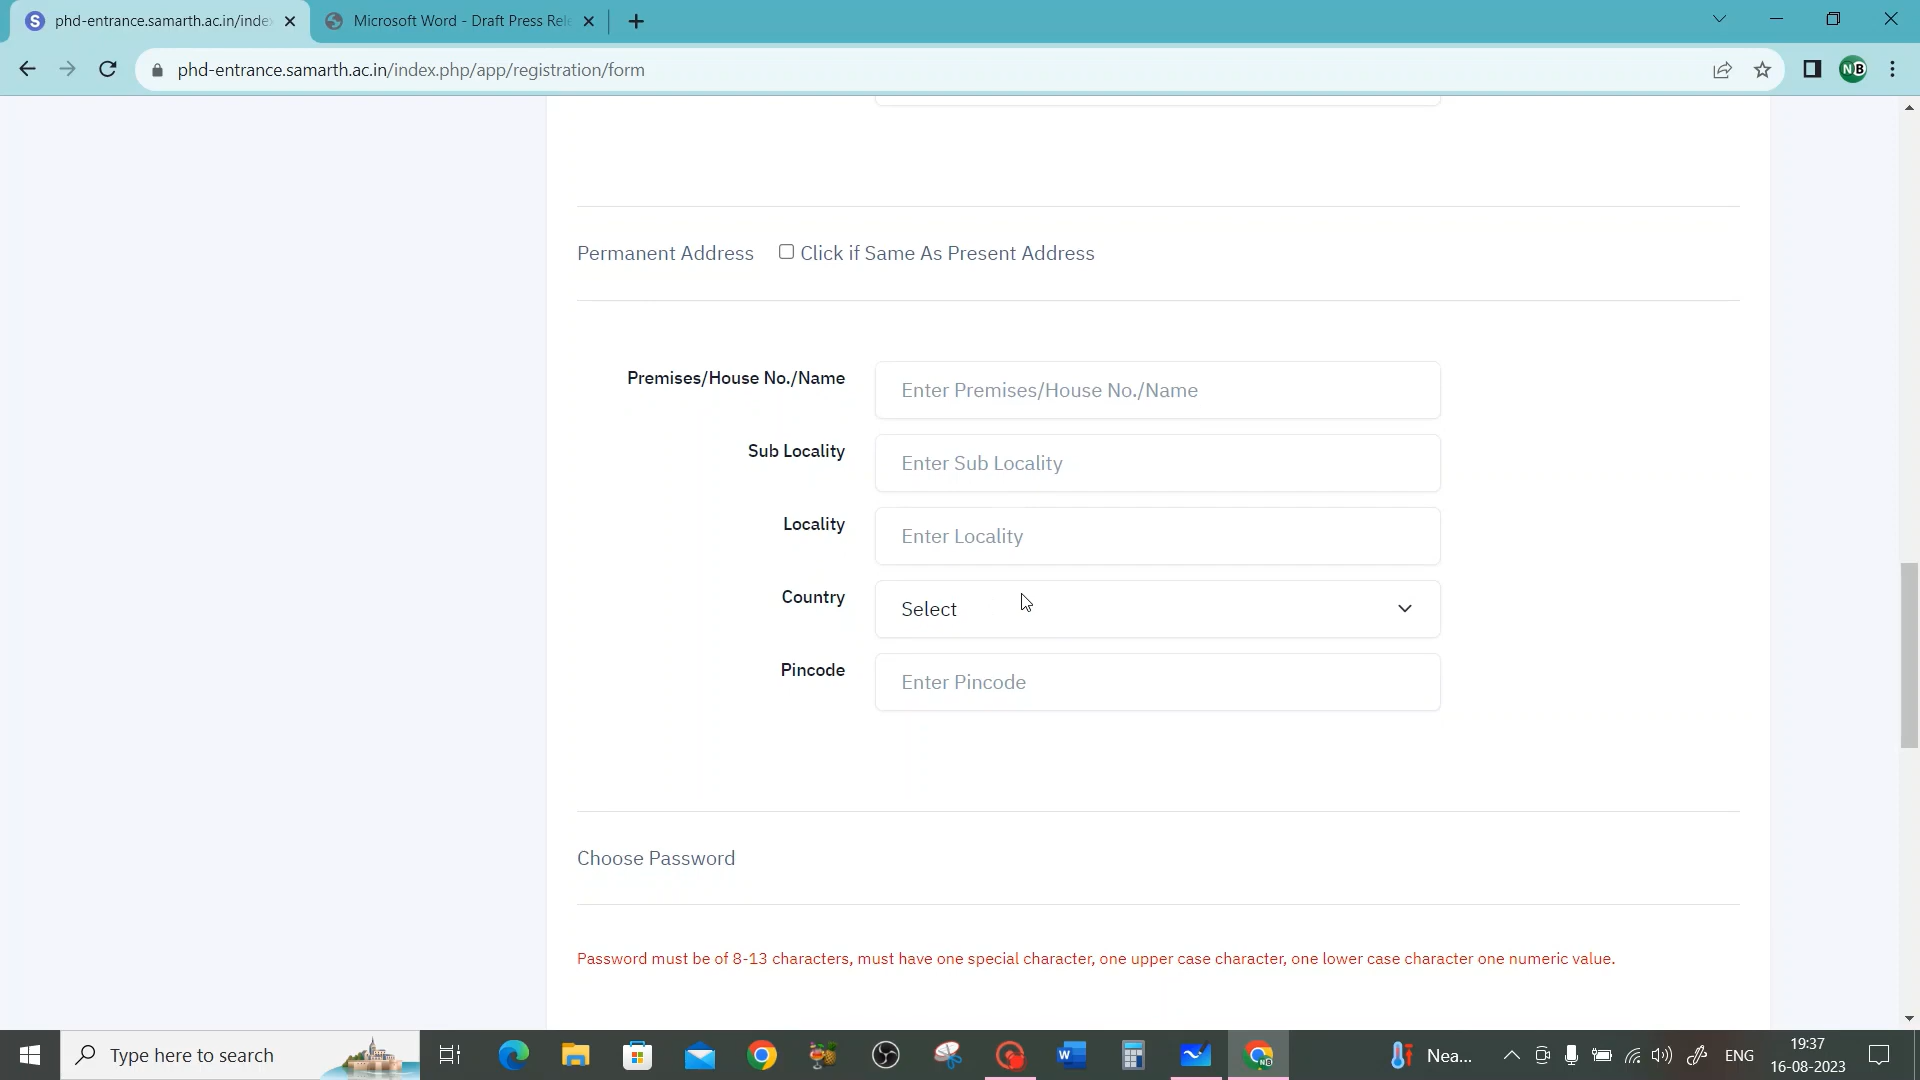 S phd-entrance.samarth.ac.in/inde
Microsoft Word - Draft Press Rele
phd-entrance.samarth.ac.in/index.php/app/registration/form
NB
Permanent Address Click if Same As Present Address
Premises/House No./Name Enter Premises/House No./Name
Sub Locality Enter Sub Locality
Locality Enter Locality
Country Select
Pincode Enter Pincode
Choose Password
Password must be of 8-13 characters, must have one special character, one upper case character, one lower case character one numeric value.
Type here to search
Nea...
ENG
19:37
16-08-2023